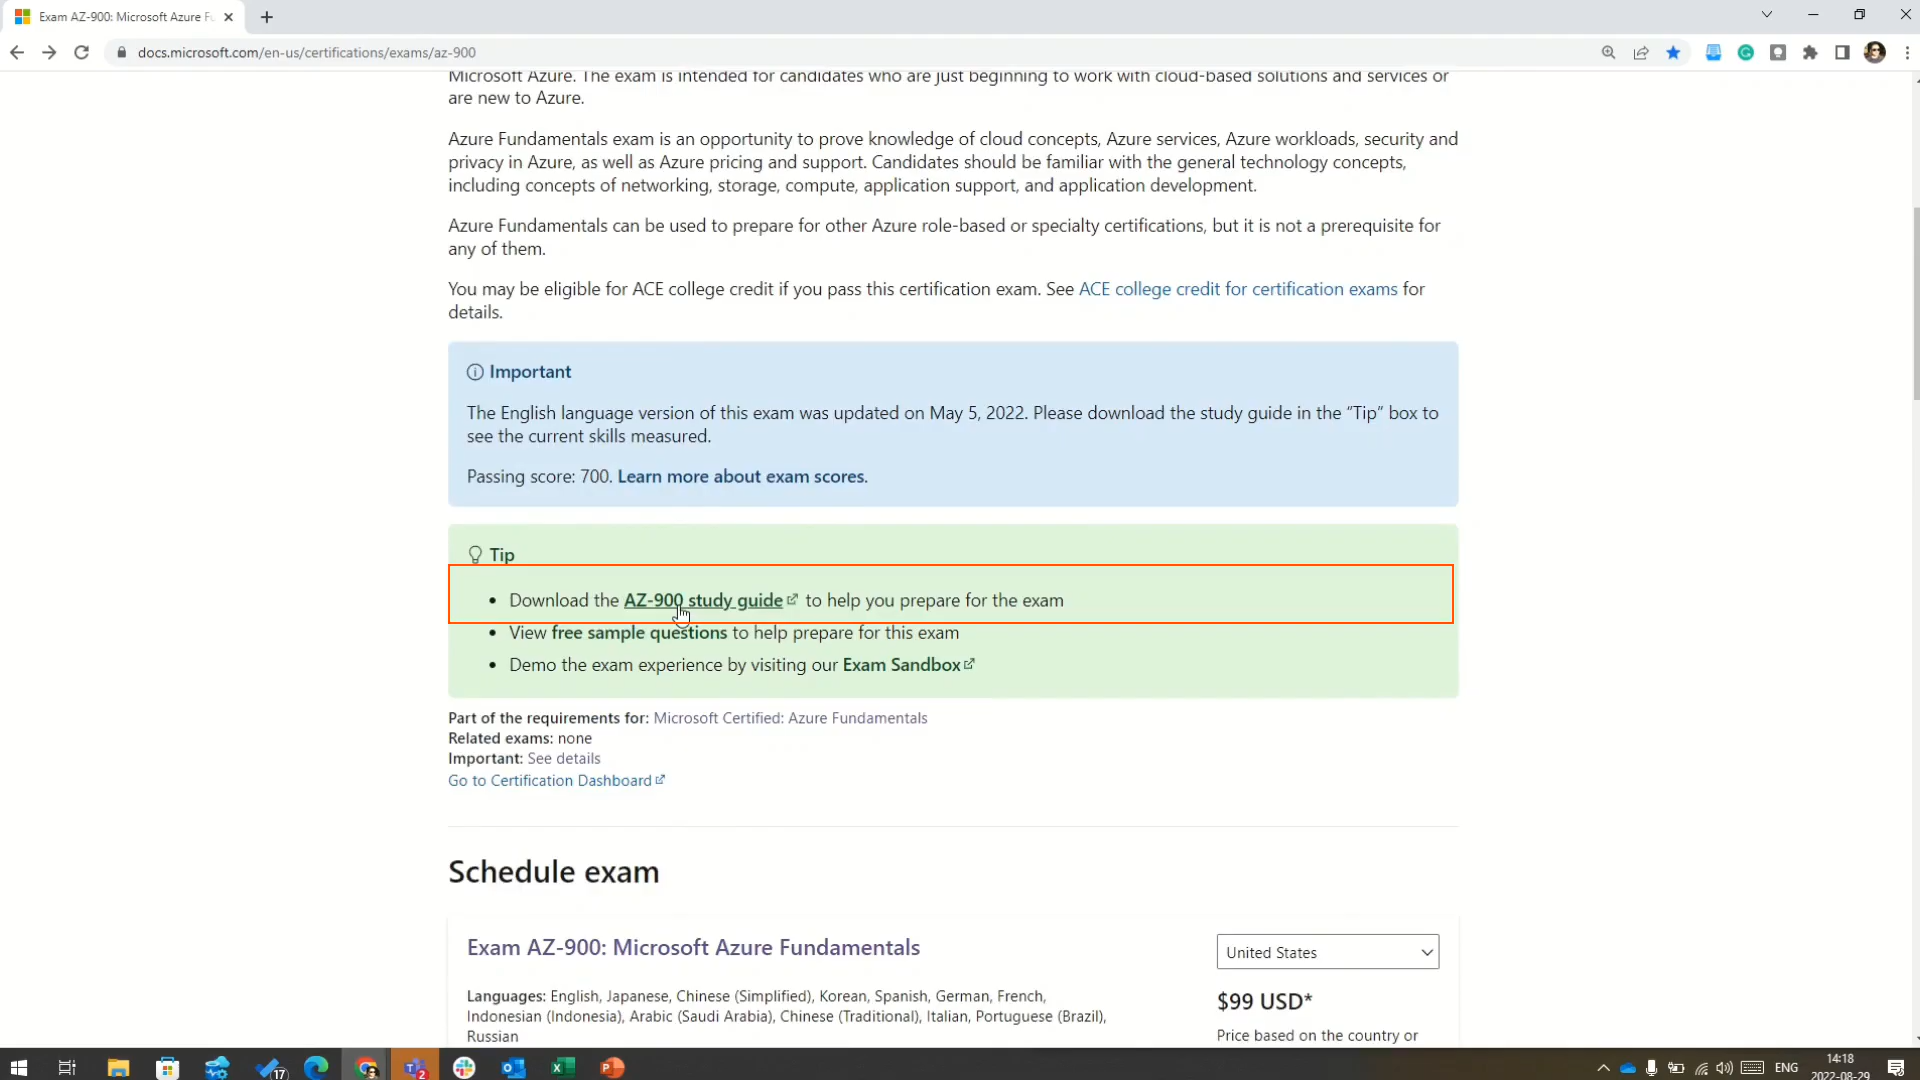 Exam AZ-900: Microsoft Azure Fu
docs.microsoft.com/en-us/certifications/exams/az-900
Microsoft Azure. The exam is intended for candidates who are just beginning to work with cloud-based solutions and services or
are new to Azure.
Azure Fundamentals exam is an opportunity to prove knowledge of cloud concepts, Azure services, Azure workloads, security and
privacy in Azure, as well as Azure pricing and support. Candidates should be familiar with the general technology concepts,
including concepts of networking, storage, compute, application support, and application development.
Azure Fundamentals can be used to prepare for other Azure role-based or specialty certifications, but it is not a prerequisite for
any of them.
You may be eligible for ACE college credit if you pass this certification exam. See ACE college credit for certification exams for
details.
Important
The English language version of this exam was updated on May 5, 2022. Please download the study guide in the “Tip” box to
see the current skills measured.
Passing score: 700. Learn more about exam scores.
Tip
• Download the AZ-900 study guide to help you prepare for the exam
• View free sample questions to help prepare for this exam
• Demo the exam experience by visiting our Exam Sandbox
Part of the requirements for: Microsoft Certified: Azure Fundamentals
Related exams: none
Important: See details
Go to Certification Dashboard
Schedule exam
Exam AZ-900: Microsoft Azure Fundamentals
United States
Languages: English, Japanese, Chinese (Simplified), Korean, Spanish, German, French,
Indonesian (Indonesia), Arabic (Saudi Arabia), Chinese (Traditional), Italian, Portuguese (Brazil),
Russian
$99 USD*
Price based on the country or
17
2
ENG
14:18
2022-08-29